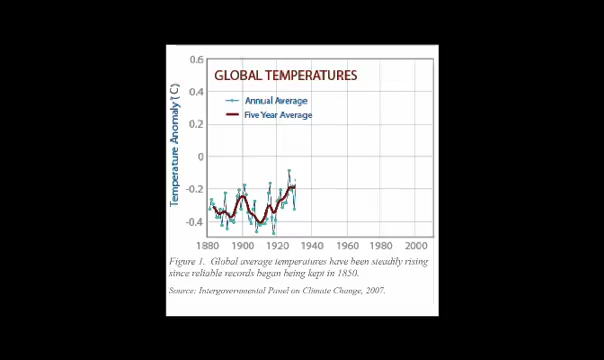 GLOBAL TEMPERATURES
Annual Average
Five Year Average
Temperature Anomaly (˚C)
0.6
0.4
0.2
0
-0.2
-0.4
1880 1900 1920 1940 1960 1980 2000
Figure 1. Global average temperatures have been steadily rising
since reliable records began being kept in 1850.
Source: Intergovernmental Panel on Climate Change, 2007.